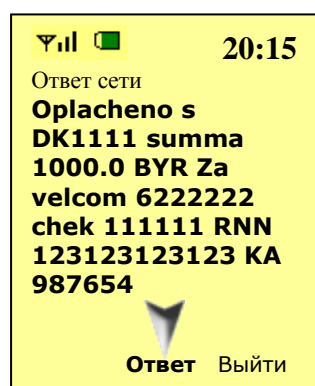 20:15
Ответ сети
Oplacheno s
DK1111 summa
1000.0 BYR Za
velcom 6222222
chek 111111 RNN
123123123123 KA
987654
Ответ Выйти